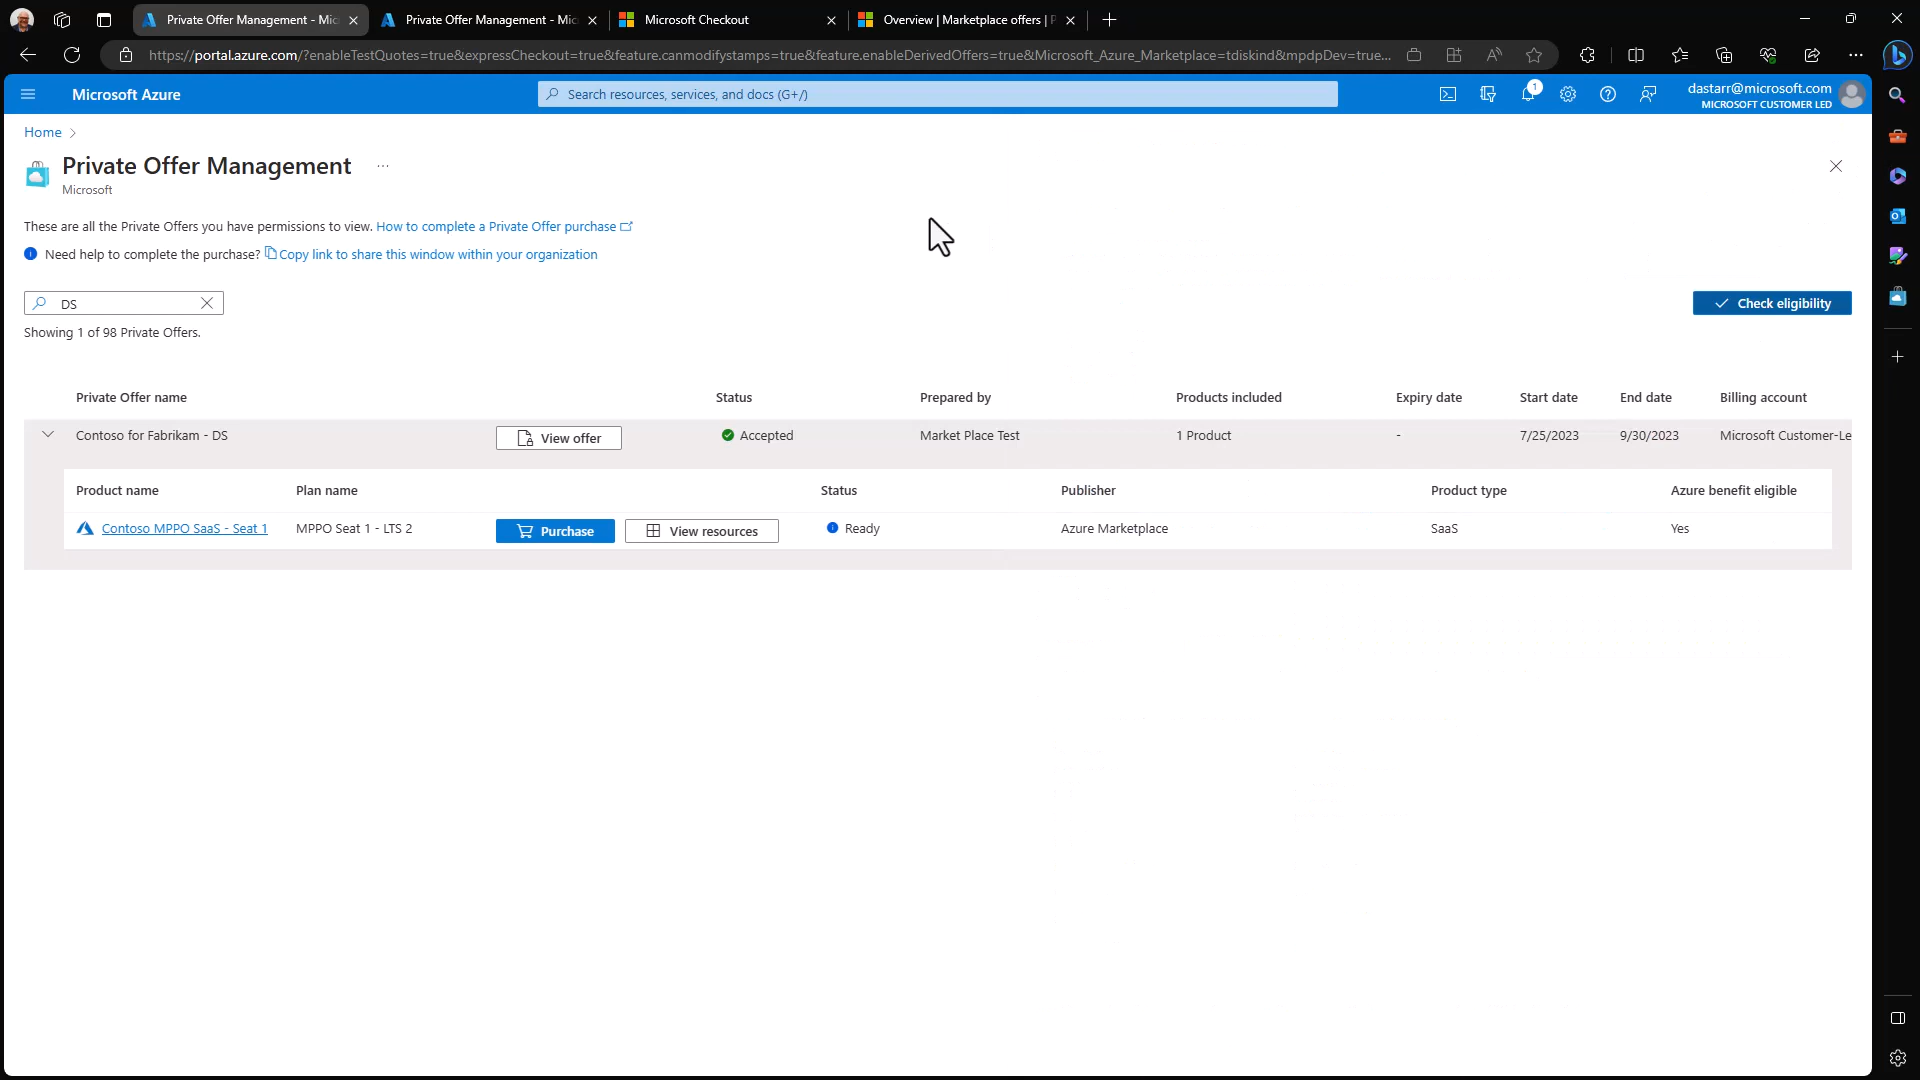 Private Offer Management - Mic
Private Offer Management - Mic
Microsoft Checkout
Overview | Marketplace offers | P
https://portal.azure.com/?enableTestQuotes=true&expressCheckout=true&feature.canmodifystamps=true&feature.enableDerivedOffers=true&Microsoft_Azure_Marketplace=tdiskind&mpdpDev=true...
Microsoft Azure
Search resources, services, and docs (G+/)
1
dastarr@microsoft.com
MICROSOFT CUSTOMER LED
Home
Private Offer Management ...
Microsoft
These are all the Private Offers you have permissions to view. How to complete a Private Offer purchase
Need help to complete the purchase? Copy link to share this window within your organization
DS
Check eligibility
Showing 1 of 98 Private Offers.
Private Offer name Status Prepared by Products included Expiry date Start date End date Billing account
Contoso for Fabrikam - DS View offer Accepted Market Place Test 1 Product - 7/25/2023 9/30/2023 Microsoft Customer-Le
Product name Plan name Status Publisher Product type Azure benefit eligible
Contoso MPPO SaaS - Seat 1 MPPO Seat 1 - LTS 2 Purchase View resources Ready Azure Marketplace SaaS Yes